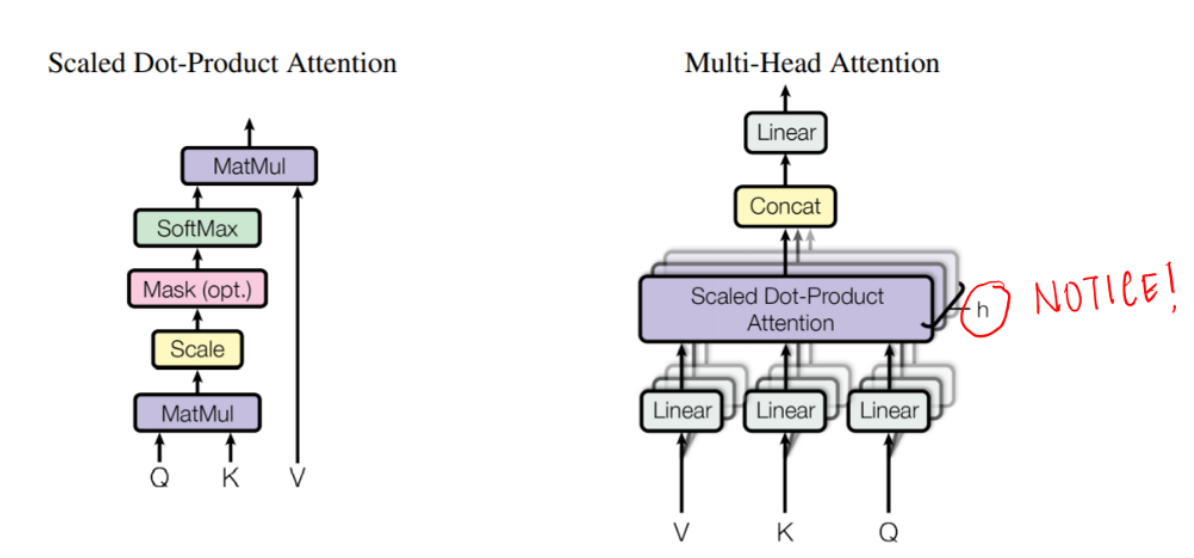 Scaled Dot-Product Attention
MatMul
SoftMax
Mask (opt.)
Scale
MatMul
Q K V
Multi-Head Attention
Linear
Concat
Scaled Dot-Product
Attention
h NOTICE!
Linear Linear Linear
V K Q